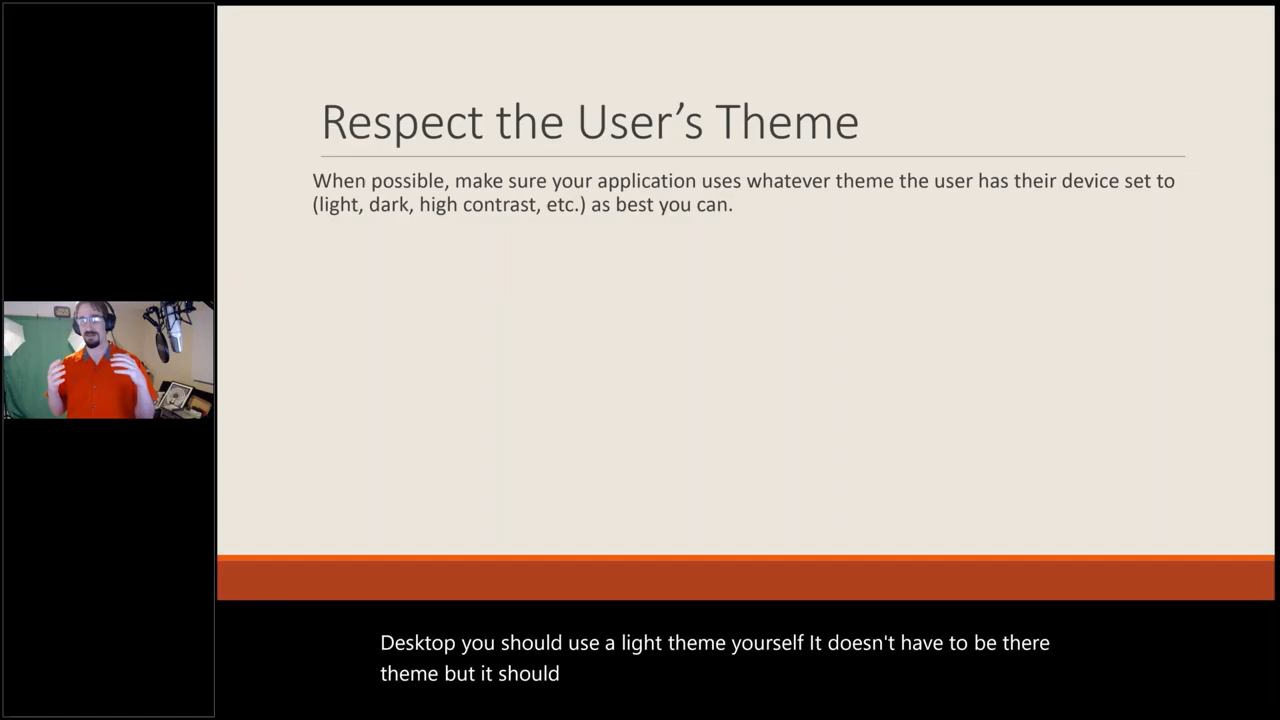 Respect the User’s Theme
When possible, make sure your application uses whatever theme the user has their device set to
(light, dark, high contrast, etc.) as best you can.
Desktop you should use a light theme yourself It doesn't have to be there
theme but it should